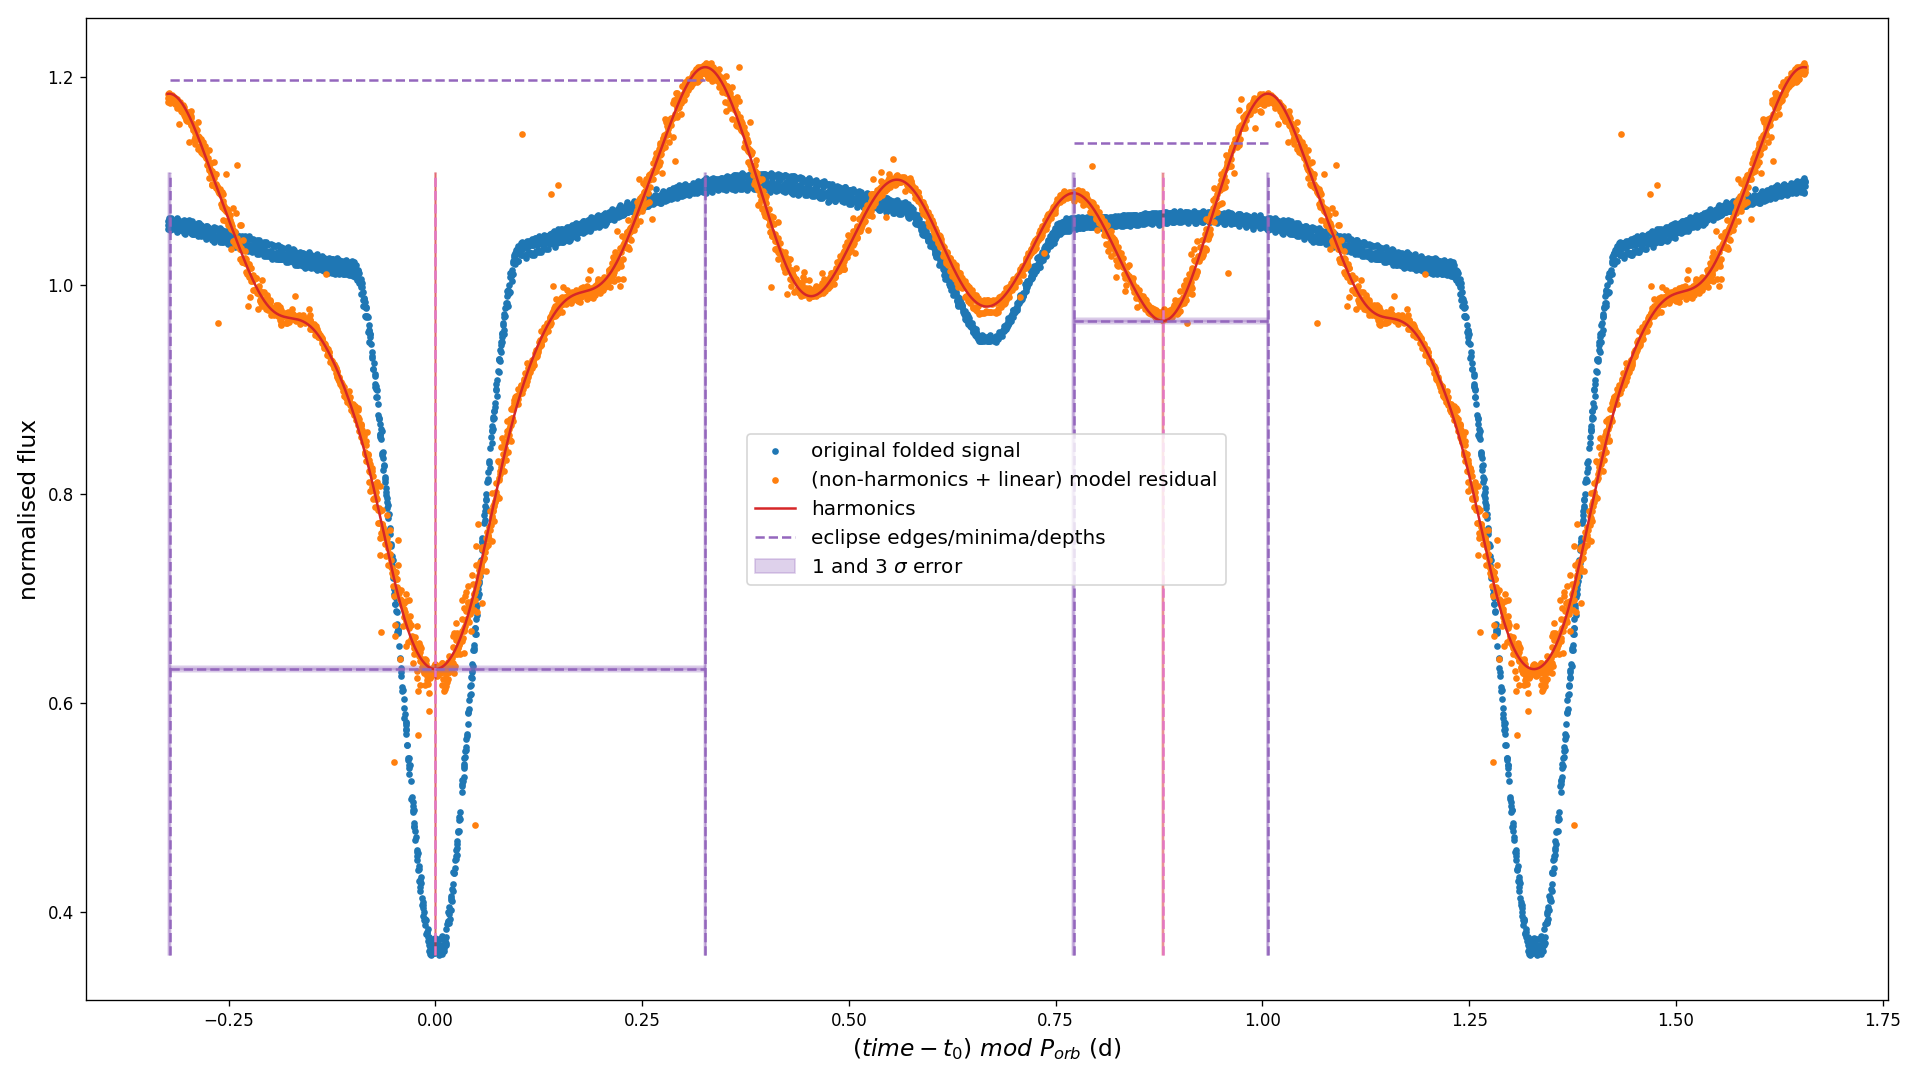 normalised flux
1.2
1.0
0.8
0.6
0.4
original folded signal
(non-harmonics + linear) model residual
harmonics
eclipse edges/minima/depths
1 and 3 σ error
−0.25 0.00 0.25 0.50 0.75 1.00 1.25 1.50 1.75
(time − t₀) mod Pₒᵣb (d)